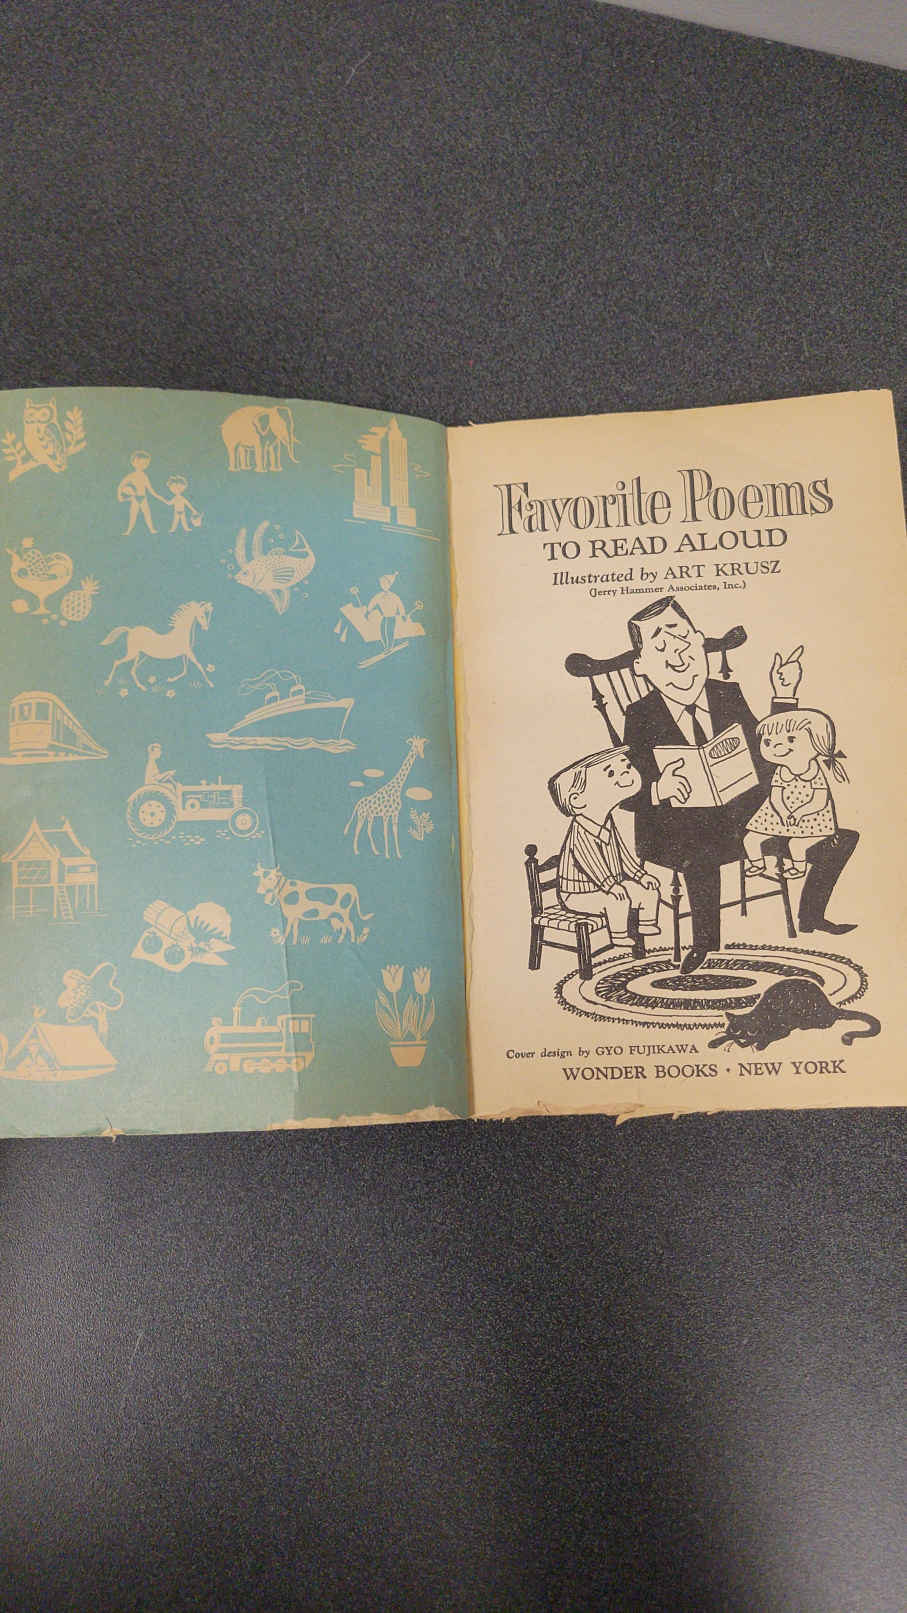 Favorite Poems
TO READ ALOUD
Illustrated by ART KRUSZ
(Jerry Hammer Associates, Inc.)
Cover design by GYO FUJIKAWA
WONDER BOOKS • NEW YORK